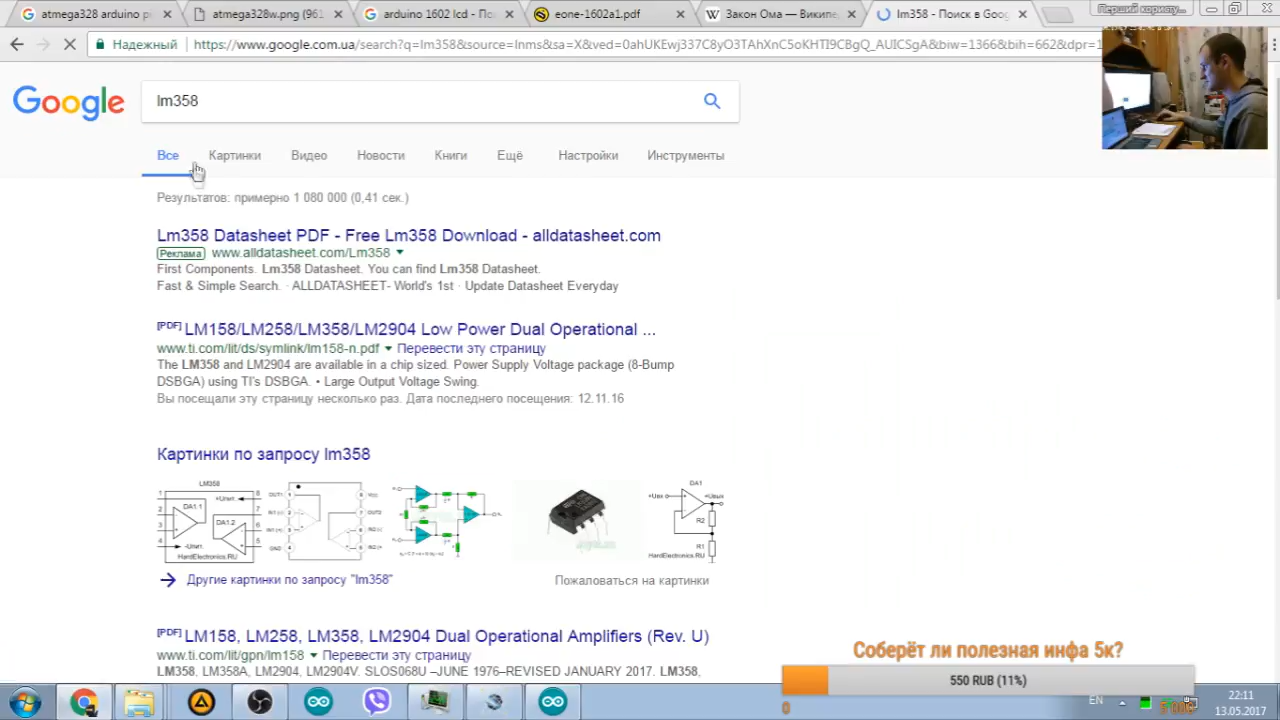 atmega328 arduino pi
atmega328w.png (961
arduino 1602 lcd - По
eone-1602a1.pdf
Закон Ома — Википе
lm358 - Поиск в Goog
Перший користу...
Надежный
https://www.google.com.ua/search?q=lm358&source=lnms&sa=X&ved=0ahUKEwj337C8yO3TAhXnC5oKHTI9CBgQ_AUICSgA&biw=1366&bih=662&dpr=1
Google
lm358
Все
Картинки
Видео
Новости
Книги
Ещё
Настройки
Инструменты
Результатов: примерно 1 080 000 (0,41 сек.)
Lm358 Datasheet PDF - Free Lm358 Download - alldatasheet.com
Реклама www.alldatasheet.com/Lm358
First Components. Lm358 Datasheet. You can find Lm358 Datasheet.
Fast & Simple Search. · ALLDATASHEET- World's 1st · Update Datasheet Everyday
[PDF] LM158/LM258/LM358/LM2904 Low Power Dual Operational ...
www.ti.com/lit/ds/symlink/lm158-n.pdf Перевести эту страницу
The LM358 and LM2904 are available in a chip sized. Power Supply Voltage package (8-Bump
DSBGA) using TI's DSBGA. • Large Output Voltage Swing.
Вы посещали эту страницу несколько раз. Дата последнего посещения: 12.11.16
Картинки по запросу lm358
LM358
DA1.1
DA1.2
HardElectronics.RU
DA1
R2
R1
HardElectronics.RU
Другие картинки по запросу "lm358"
Пожаловаться на картинки
[PDF] LM158, LM258, LM358, LM2904 Dual Operational Amplifiers (Rev. U)
www.ti.com/lit/gpn/lm158 Перевести эту страницу
LM358, LM358A, LM2904, LM2904V. SLOS068U –JUNE 1976–REVISED JANUARY 2017. LM358,
Соберёт ли полезная инфа 5к?
550 RUB (11%)
0
EN
22:11
13.05.2017